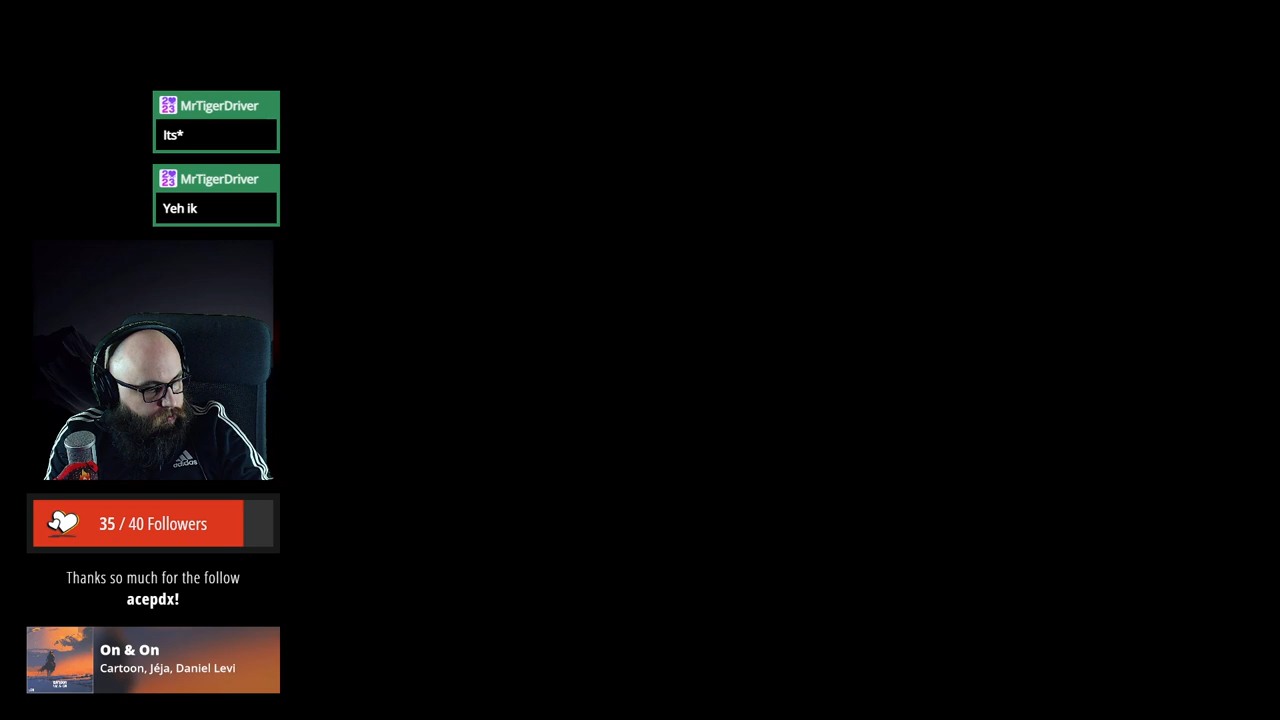 MrTigerDriver
Its*
MrTigerDriver
Yeh ik
adidas
35 / 40 Followers
Thanks so much for the follow
acepdx!
On & On
Cartoon, Jéja, Daniel Levi